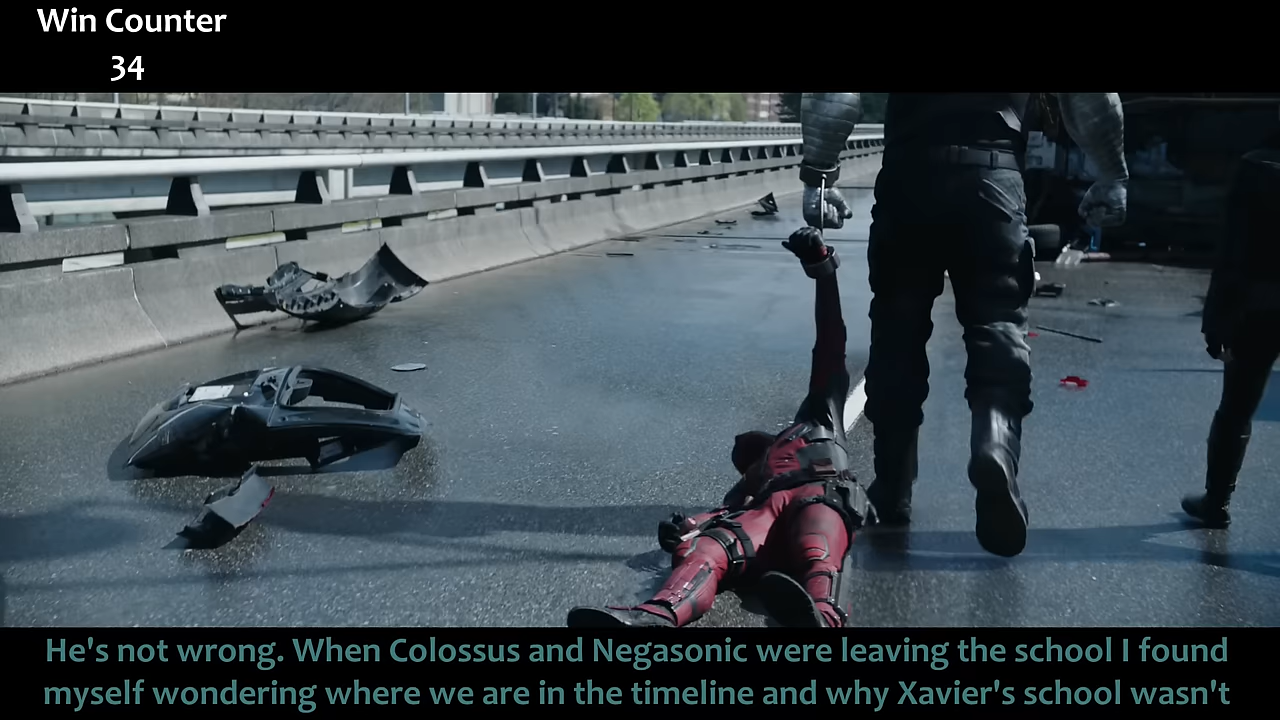 Win Counter
34
He's not wrong. When Colossus and Negasonic were leaving the school I found
myself wondering where we are in the timeline and why Xavier's school wasn't